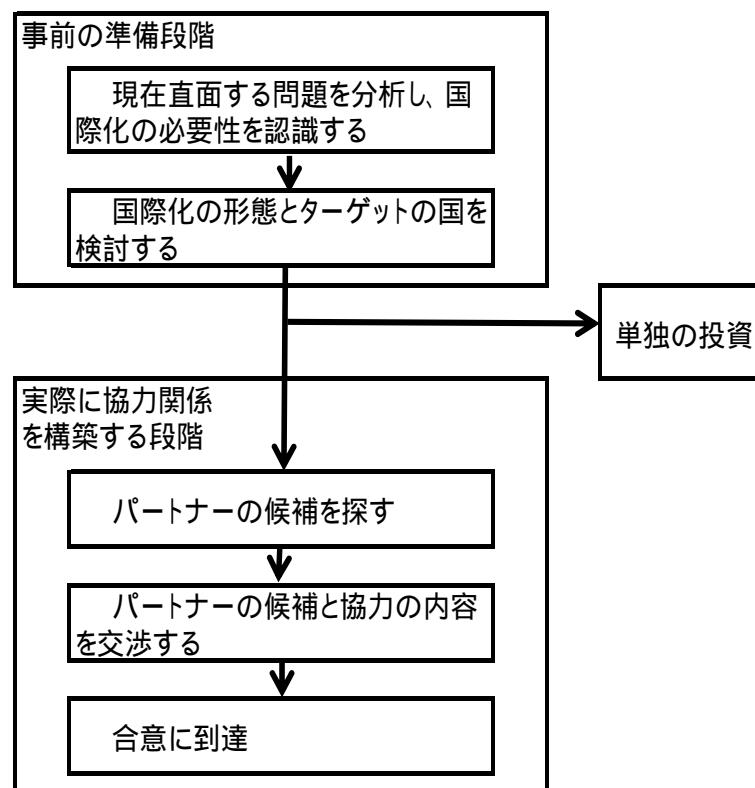 事前の準備段階
現在直面する問題を分析し、国
際化の必要性を認識する
国際化の形態とターゲットの国を
検討する
単独の投資
実際に協力関係
を構築する段階
パートナーの候補を探す
パートナーの候補と協力の内容
を交渉する
合意に到達